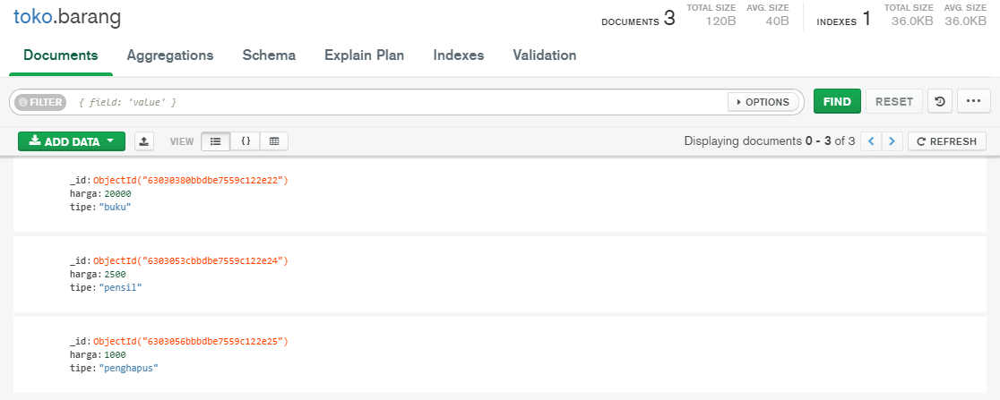 toko.barang
DOCUMENTS 3 TOTAL SIZE 120B AVG. SIZE 40B INDEXES 1 TOTAL SIZE 36.0KB AVG. SIZE 36.0KB
Documents Aggregations Schema Explain Plan Indexes Validation
FILTER { field: 'value' } OPTIONS FIND RESET
ADD DATA VIEW {} Displaying documents 0 - 3 of 3 < > REFRESH
_id: ObjectId("63030380bbdbe7559c122e22")
harga: 20000
tipe: "buku"
_id: ObjectId("6303053cbbdbe7559c122e24")
harga: 2500
tipe: "pensil"
_id: ObjectId("6303056bbbdbe7559c122e25")
harga: 1000
tipe: "penghapus"